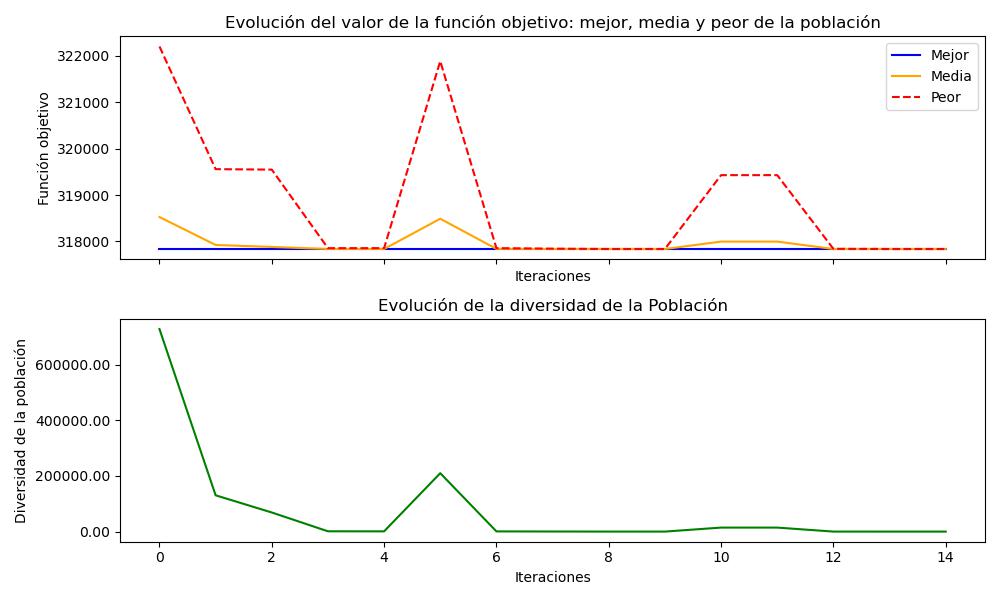 Evolución del valor de la función objetivo: mejor, media y peor de la población
322000
321000
320000
319000
318000
Función objetivo
Mejor
Media
Peor
Iteraciones
Evolución de la diversidad de la Población
600000.00
400000.00
200000.00
0.00
Diversidad de la población
0 2 4 6 8 10 12 14
Iteraciones